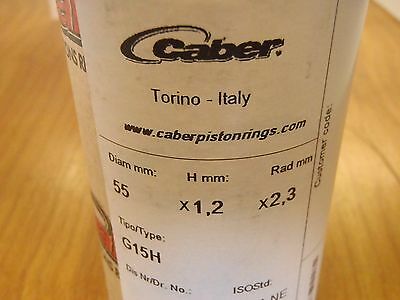 Caber
Torino - Italy
www.caberpistonrings.com
Diam mm: H mm: Rad mm
55 x1,2 x2,3
Tipo/Type:
G15H
Dis Nr/Dr. No.: ISOStd:
NE
Customer code: